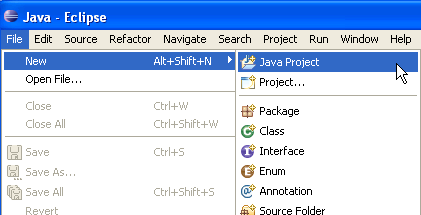 Java - Eclipse
File Edit Source Refactor Navigate Search Project Run Window Help
New Alt+Shift+N
Open File...
Close Ctrl+W
Close All Ctrl+Shift+W
Save Ctrl+S
Save As...
Save All Ctrl+Shift+S
Revert
Java Project
Project...
Package
Class
Interface
Enum
Annotation
Source Folder